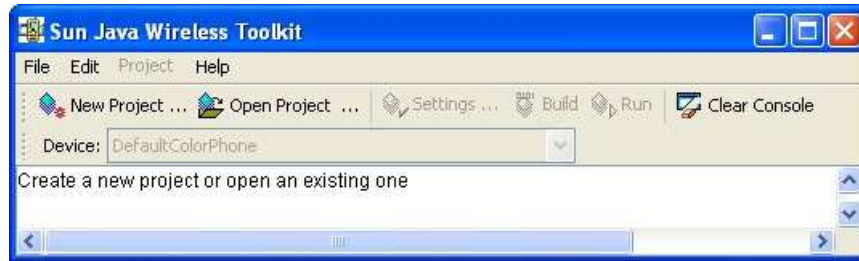 Sun Java Wireless Toolkit
File Edit Project Help
New Project ... Open Project ... Settings ... Build Run Clear Console
Device: DefaultColorPhone
Create a new project or open an existing one